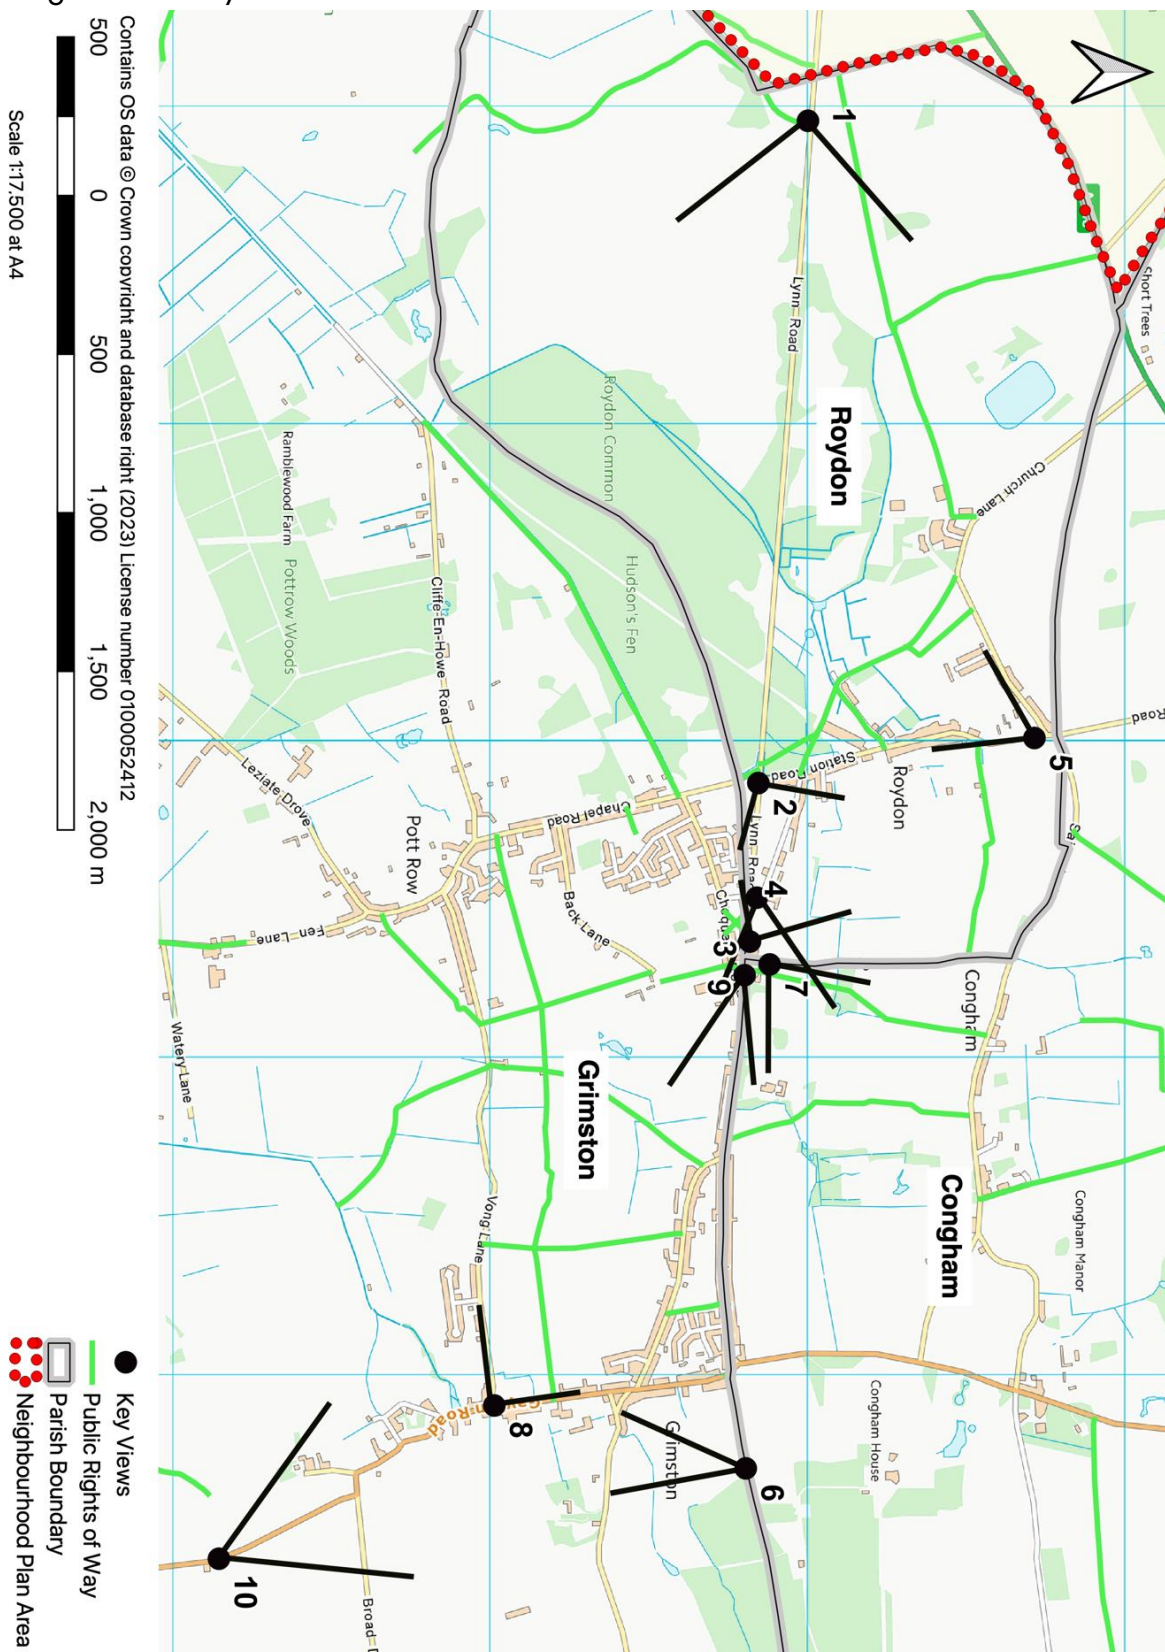 Short Trees
1
Lynn Road
Roydon
Church Lane
Roydon Common
Hudson's Fen
Ramblewood Farm
Pottrow Woods
Cliffe-En-Howe Road
Road
5
Roydon
Station Road
2
Lynn Road
4
3
9
7
Chapel Road
Back Lane
Leziate Drove
Pott Row
Fen Lane
Watery Lane
Congham
Grimston
Congham
Congham Manor
Vong Lane
Congham House
Grimston
6
8
10
Key Views
Public Rights of Way
Parish Boundary
Neighbourhood Plan Area
500 0 500 1,000 1,500 2,000 m
Contains OS data © Crown copyright and database right (2023) License number 0100052412
Scale 1:17,500 at A4